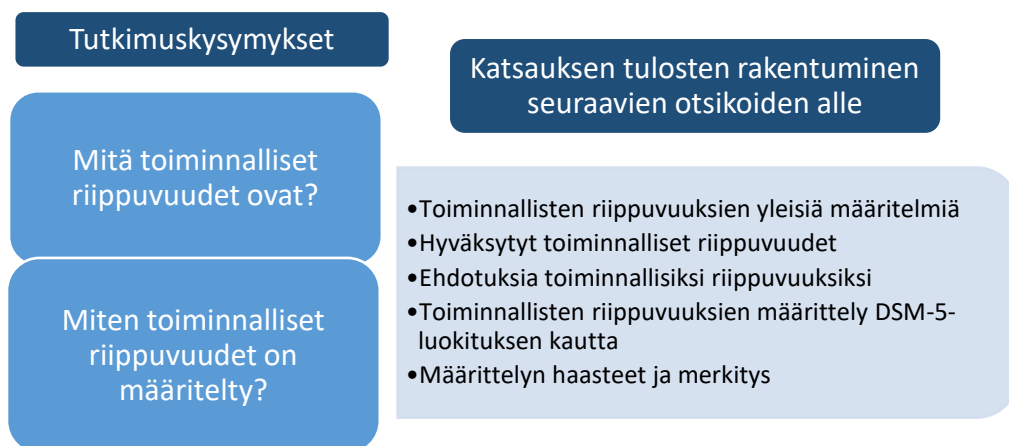 Tutkimuskysymykset
Mitä toiminnalliset
riippuvuudet ovat?
Miten toiminnalliset
riippuvuudet on
määritelty?
Katsauksen tulosten rakentuminen
seuraavien otsikoiden alle
•Toiminnallisten riippuvuuksien yleisiä määritelmiä
•Hyväksytyt toiminnalliset riippuvuudet
•Ehdotuksia toiminnallisiksi riippuvuuksiksi
•Toiminnallisten riippuvuuksien määrittely DSM-5-
luokituksen kautta
•Määrittelyn haasteet ja merkitys